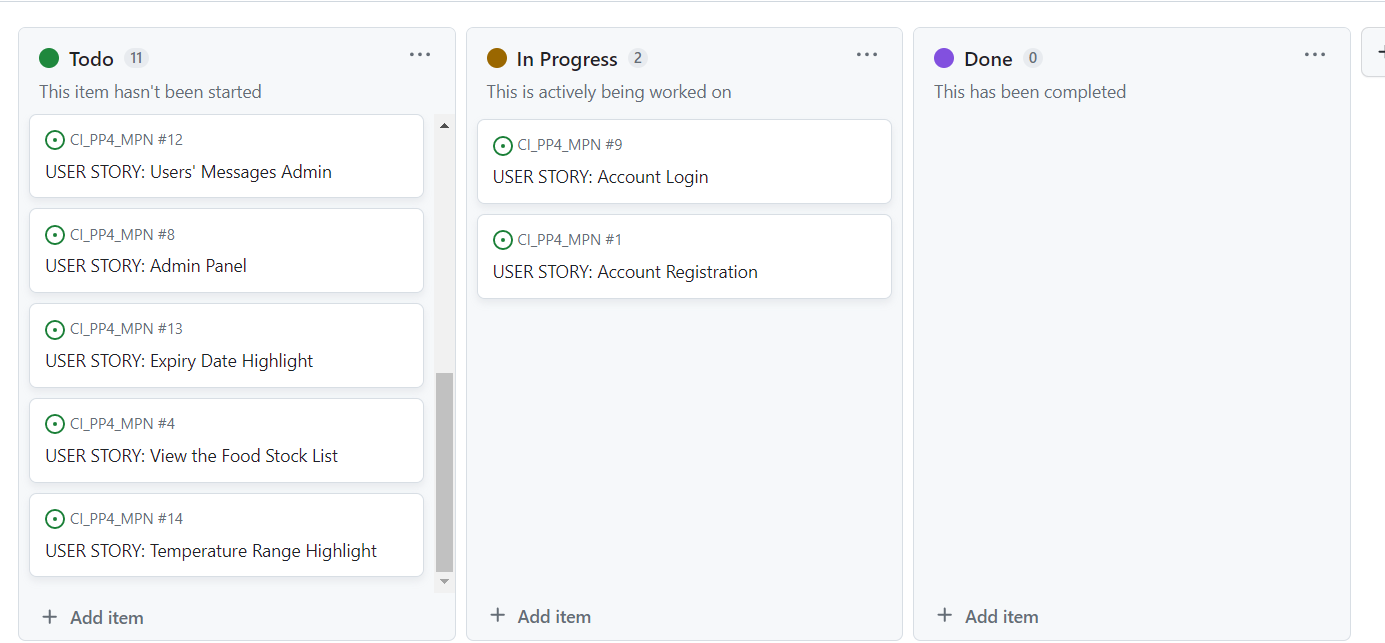 Todo 11
This item hasn't been started
CI_PP4_MPN #12
USER STORY: Users' Messages Admin
CI_PP4_MPN #8
USER STORY: Admin Panel
CI_PP4_MPN #13
USER STORY: Expiry Date Highlight
CI_PP4_MPN #4
USER STORY: View the Food Stock List
CI_PP4_MPN #14
USER STORY: Temperature Range Highlight
+ Add item
In Progress 2
This is actively being worked on
CI_PP4_MPN #9
USER STORY: Account Login
CI_PP4_MPN #1
USER STORY: Account Registration
+ Add item
Done 0
This has been completed
+ Add item